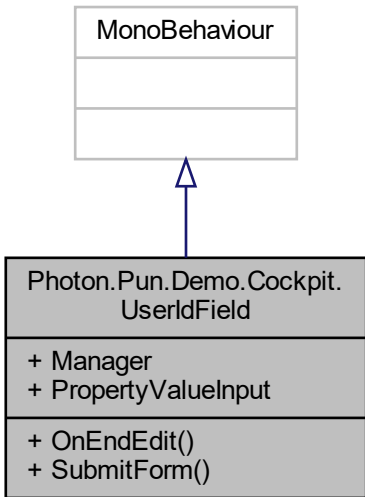 MonoBehaviour
Photon.Pun.Demo.Cockpit.
UserIdField
+ Manager
+ PropertyValueInput
+ OnEndEdit()
+ SubmitForm()